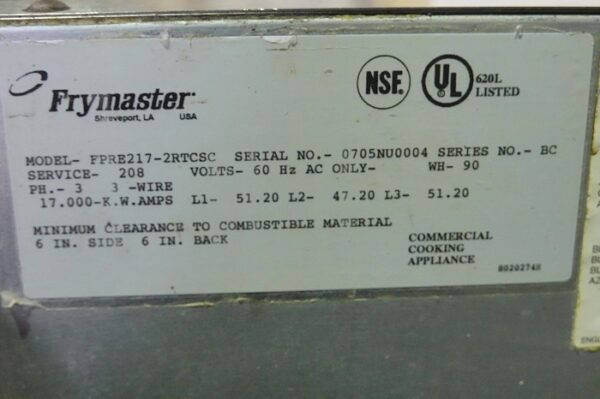 Frymaster
Shreveport, LA USA
NSF.
UL
620L
LISTED
MODEL- FPRE217-2RTCSC SERIAL NO.- 0705NU0004 SERIES NO.- BC
SERVICE- 208 VOLTS- 60 Hz AC ONLY- WH- 90
PH.- 3 3 -WIRE
17.000-K.W.AMPS L1- 51.20 L2- 47.20 L3- 51.20
MINIMUM CLEARANCE TO COMBUSTIBLE MATERIAL
6 IN. SIDE 6 IN. BACK
COMMERCIAL
COOKING
APPLIANCE